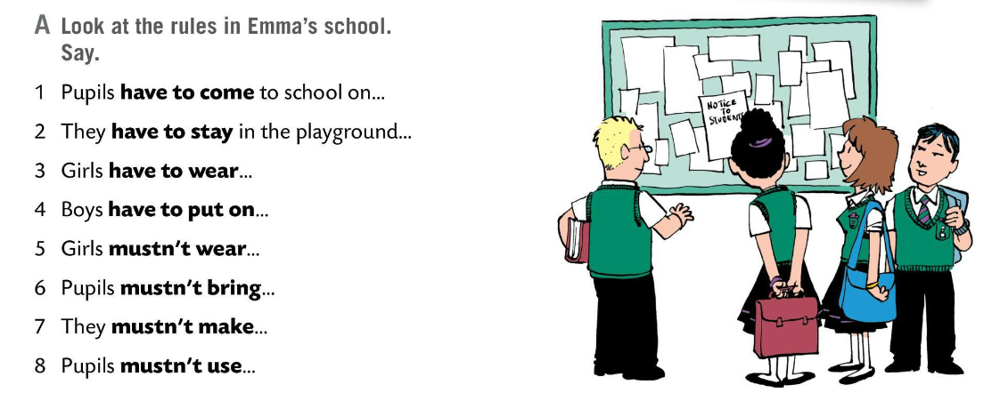 A Look at the rules in Emma's school.
Say.
1 Pupils have to come to school on...
2 They have to stay in the playground...
3 Girls have to wear...
4 Boys have to put on...
5 Girls mustn't wear...
6 Pupils mustn't bring...
7 They mustn't make...
8 Pupils mustn't use...
NOTICE
TO
STUDENTS